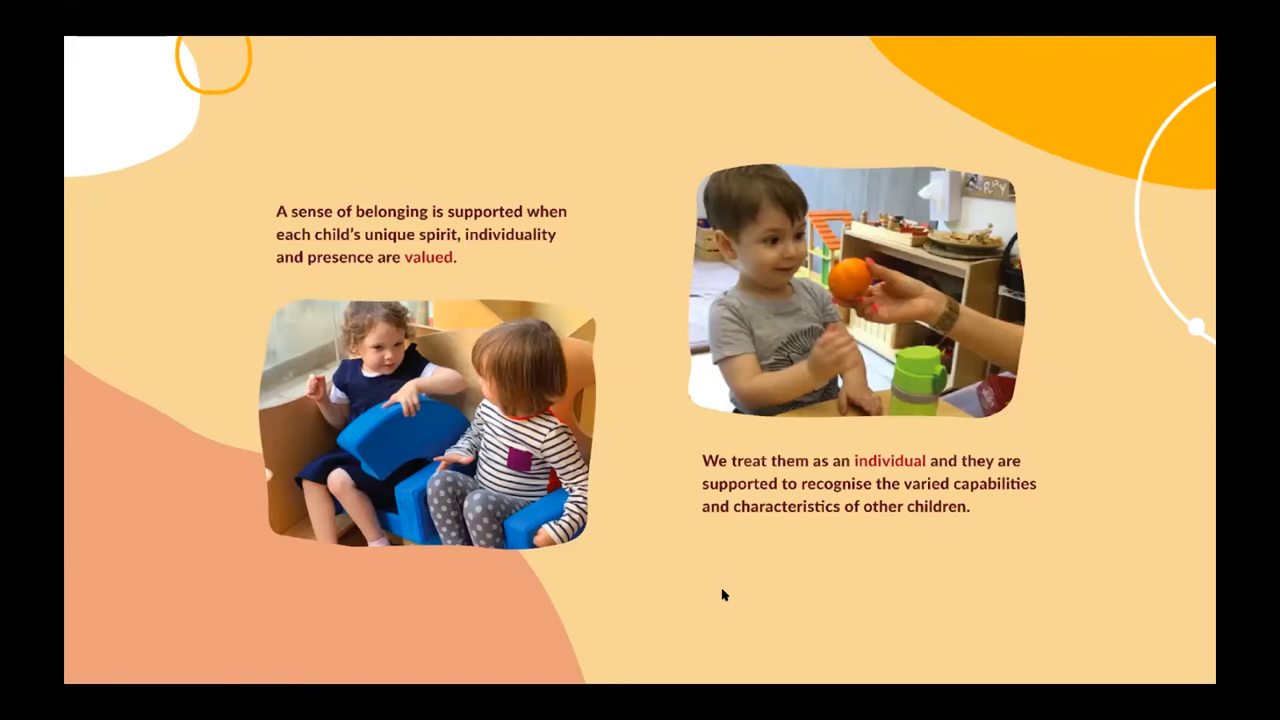 A sense of belonging is supported when
each child's unique spirit, individuality
and presence are valued.
We treat them as an individual and they are
supported to recognise the varied capabilities
and characteristics of other children.